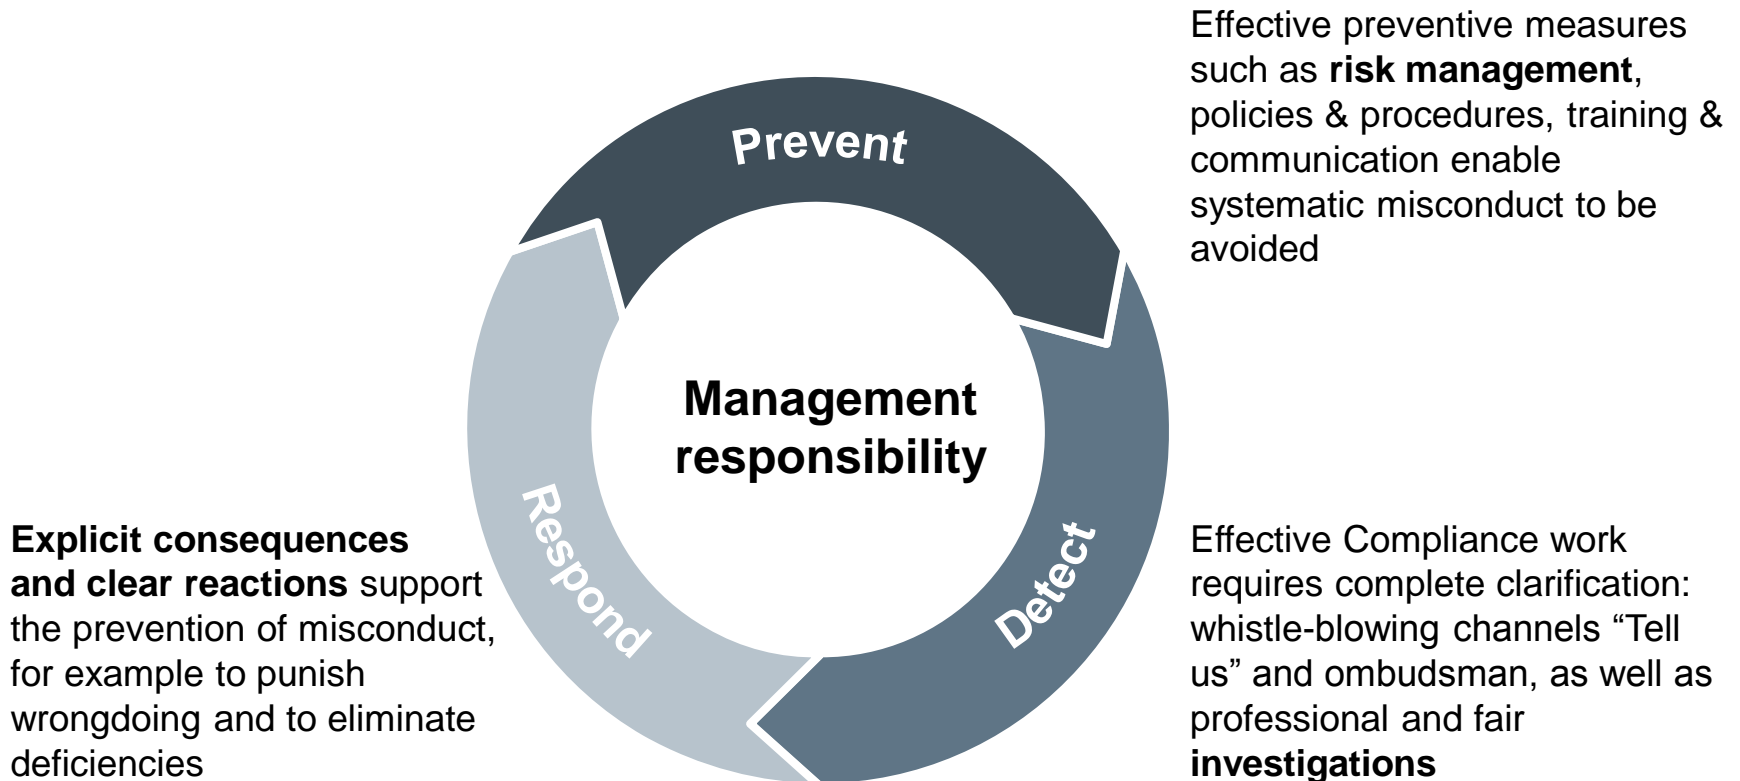 Effective preventive measures
such as risk management,
policies & procedures, training &
communication enable
systematic misconduct to be
avoided
Prevent
Management
responsibility
Respond
Detect
Explicit consequences
and clear reactions support
the prevention of misconduct,
for example to punish
wrongdoing and to eliminate
deficiencies
Effective Compliance work
requires complete clarification:
whistle-blowing channels “Tell
us” and ombudsman, as well as
professional and fair
investigations